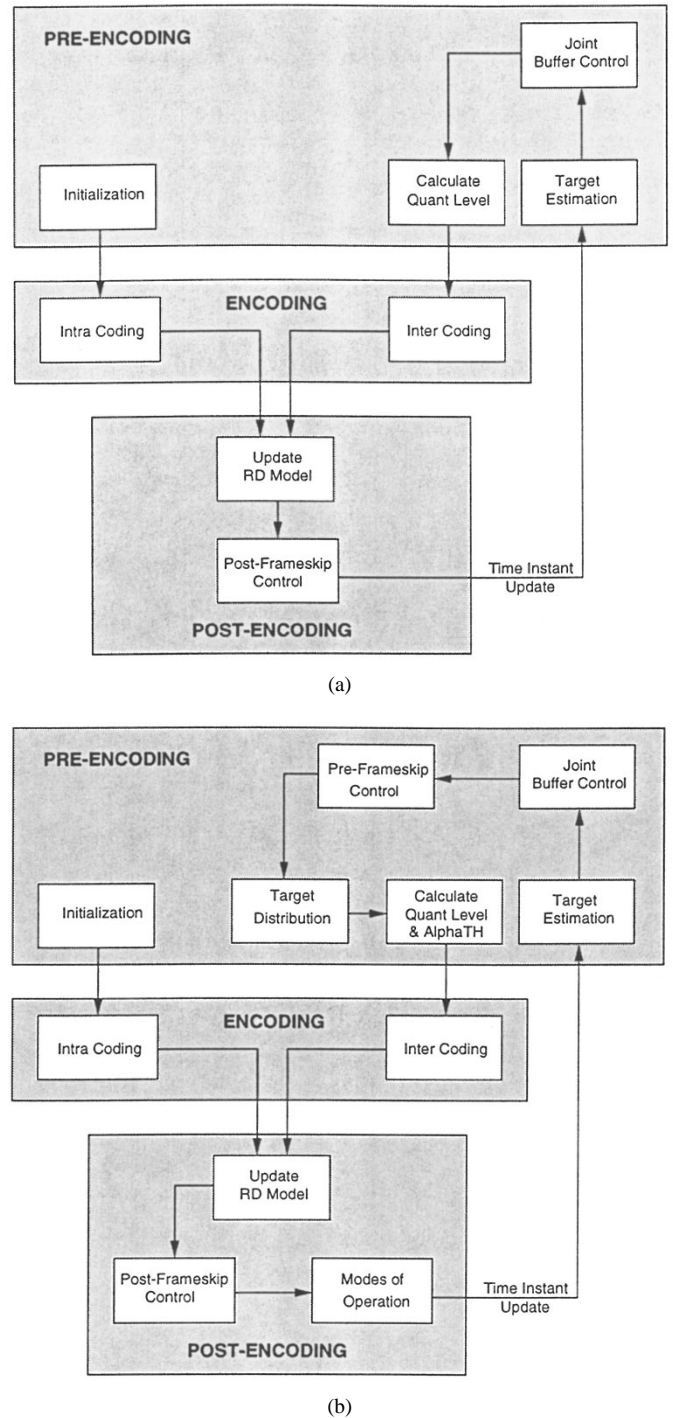 PRE-ENCODING
Joint
Buffer Control
Initialization
Calculate
Quant Level
Target
Estimation
ENCODING
Intra Coding
Inter Coding
Update
RD Model
Post-Frameskip
Control
Time Instant
Update
POST-ENCODING
(a)
PRE-ENCODING
Pre-Frameskip
Control
Joint
Buffer Control
Initialization
Target
Distribution
Calculate
Quant Level
& AlphaTH
Target
Estimation
ENCODING
Intra Coding
Inter Coding
Update
RD Model
Post-Frameskip
Control
Modes of
Operation
Time Instant
Update
POST-ENCODING
(b)